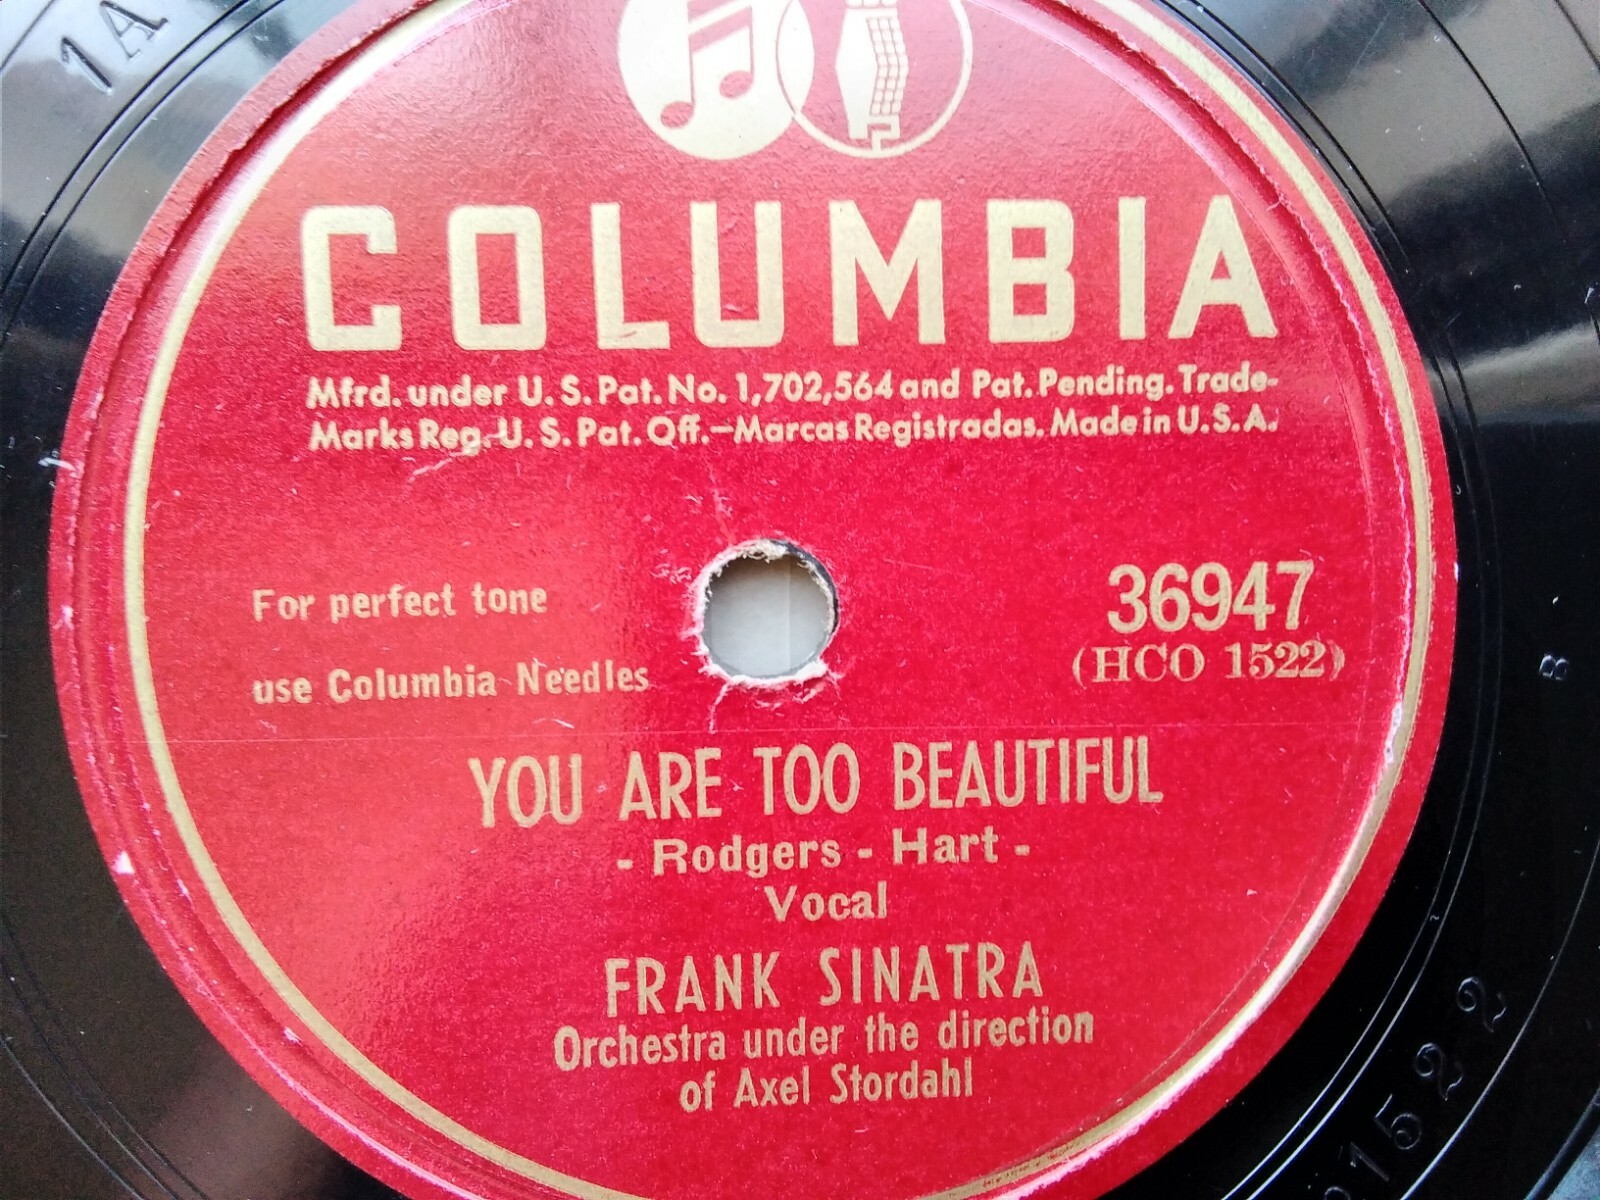 1A
COLUMBIA
Mfrd. under U. S. Pat. No. 1,702,564 and Pat. Pending. Trade-
Marks Reg. U. S. Pat. Off.—Marcas Registradas. Made in U.S.A.
For perfect tone
use Columbia Needles
36947
(HCO 1522)
B
YOU ARE TOO BEAUTIFUL
- Rodgers - Hart -
Vocal
FRANK SINATRA
Orchestra under the direction
of Axel Stordahl
1522